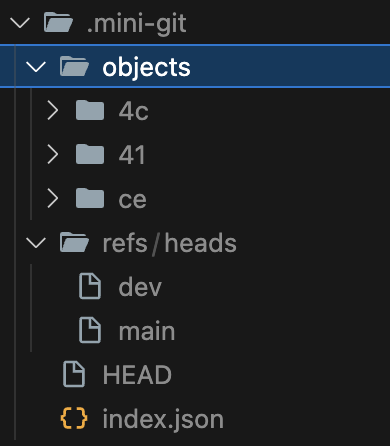 .mini-git
objects
4c
41
ce
refs/heads
dev
main
HEAD
{} index.json